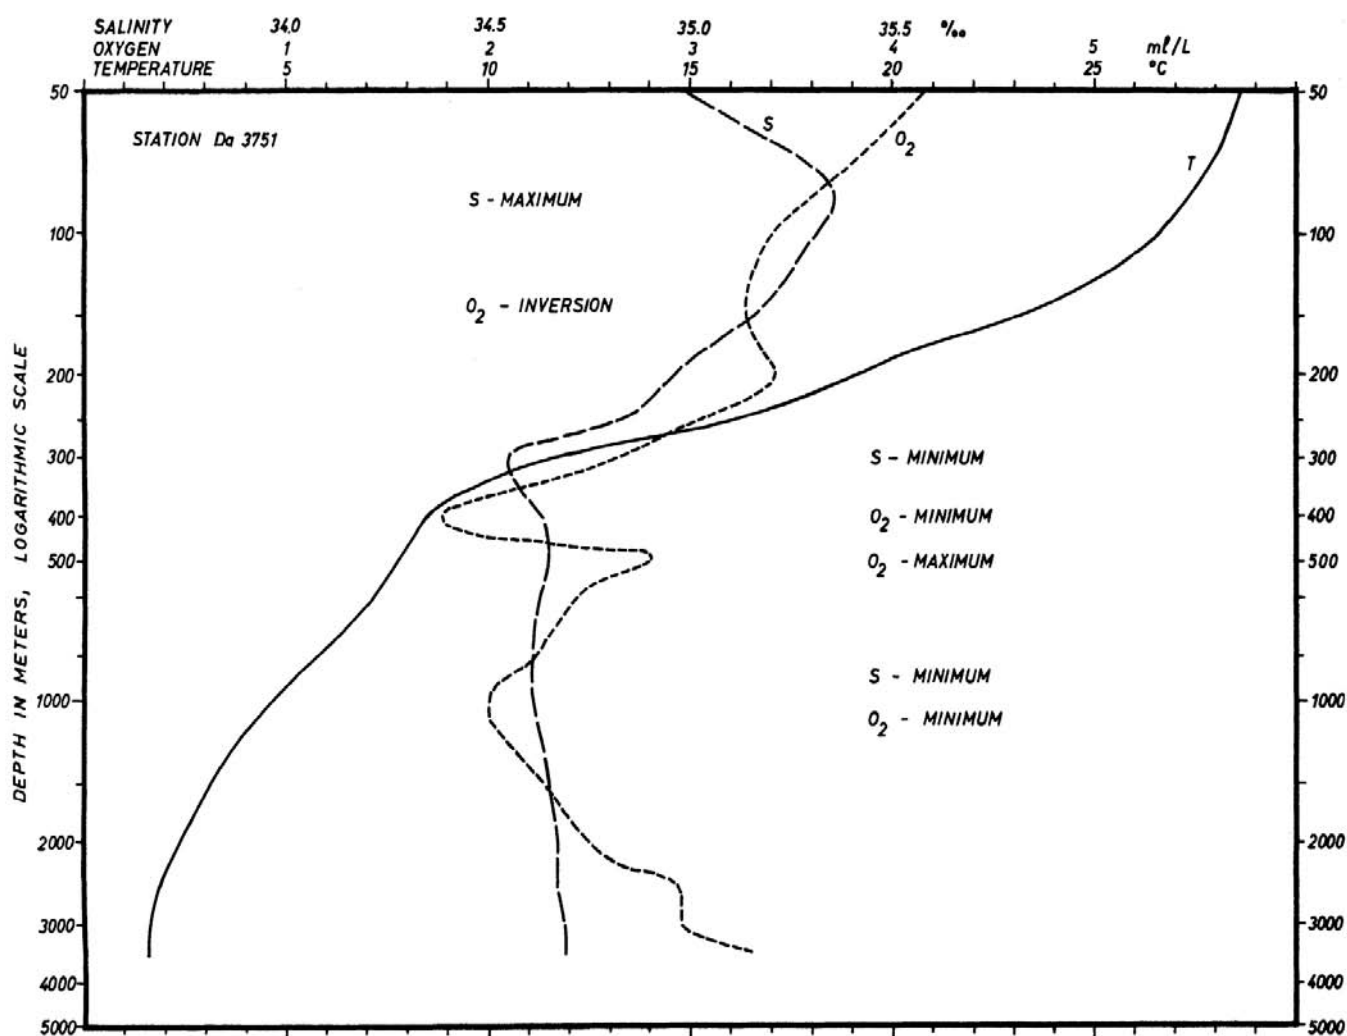 SALINITY 34.0 34.5 35.0 35.5 ‰
OXYGEN 1 2 3 4 5 ml/L
TEMPERATURE 5 10 15 20 25 °C
50 50
S O2
STATION Da 3751
T
S - MAXIMUM
100 100
O2 - INVERSION
200 200
300 S - MINIMUM 300
400 O2 - MINIMUM 400
500 O2 - MAXIMUM 500
S - MINIMUM
1000 1000
O2 - MINIMUM
2000 2000
3000 3000
4000 4000
5000 5000
DEPTH IN METERS, LOGARITHMIC SCALE